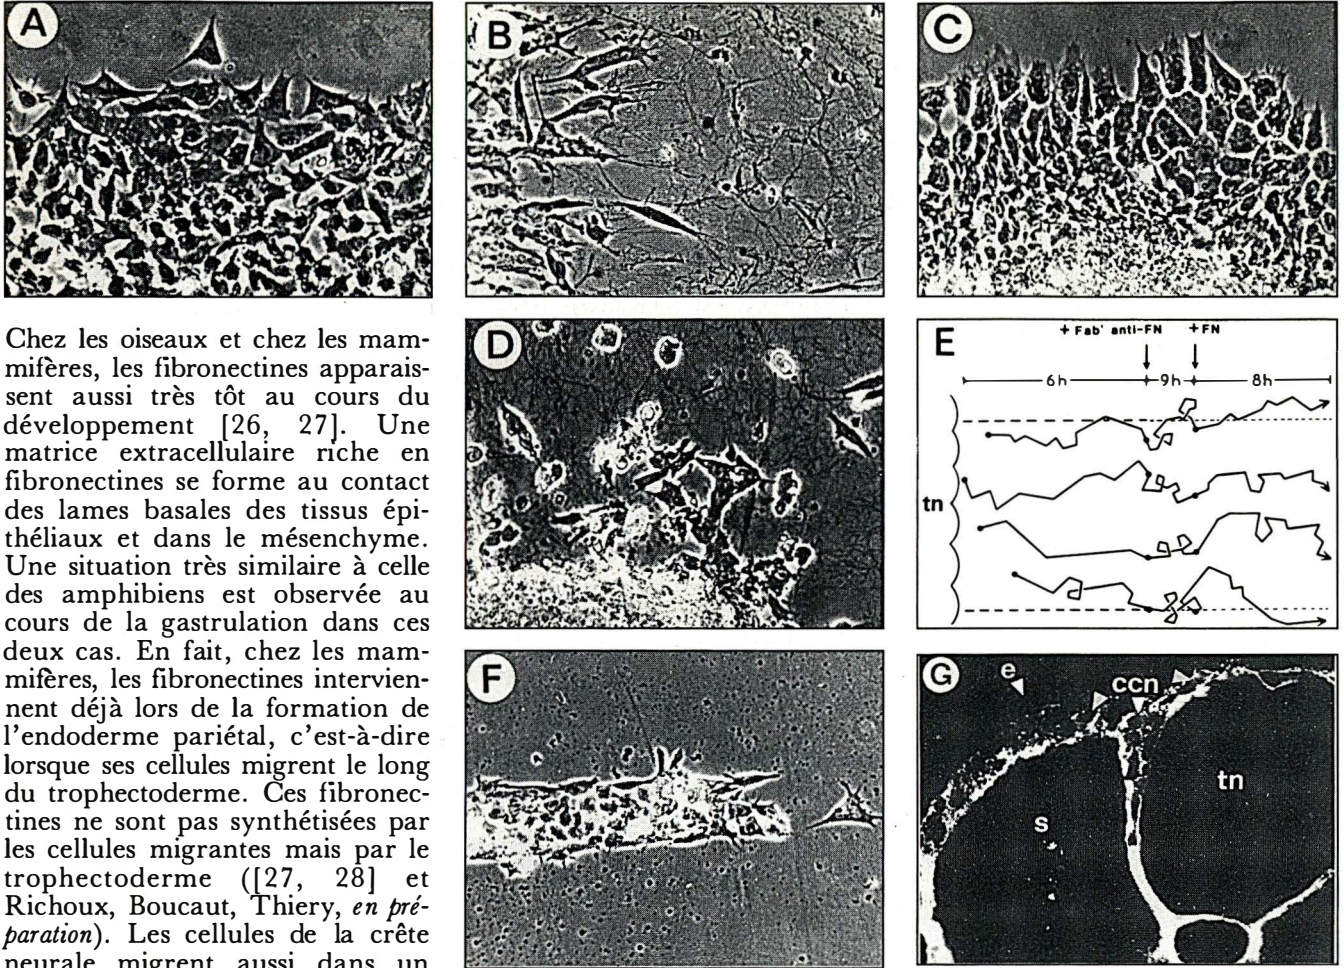 A
B
C
Chez les oiseaux et chez les mam-
mifères, les fibronectines apparais-
sent aussi très tôt au cours du
développement [26, 27]. Une
matrice extracellulaire riche en
fibronectines se forme au contact
des lames basales des tissus épi-
théliaux et dans le mésenchyme.
Une situation très similaire à celle
des amphibiens est observée au
cours de la gastrulation dans ces
deux cas. En fait, chez les mam-
mifères, les fibronectines intervien-
nent déjà lors de la formation de
l'endoderme pariétal, c'est-à-dire
lorsque ses cellules migrent le long
du trophectoderme. Ces fibronec-
tines ne sont pas synthétisées par
les cellules migrantes mais par le
trophectoderme ([27, 28] et
Richoux, Boucaut, Thiery, en pré-
paration). Les cellules de la crête
neurale migrent aussi dans un
D
E
+ Fab' anti-FN +FN
6h 9h 8h
tn
F
G
e
ccn
tn
s